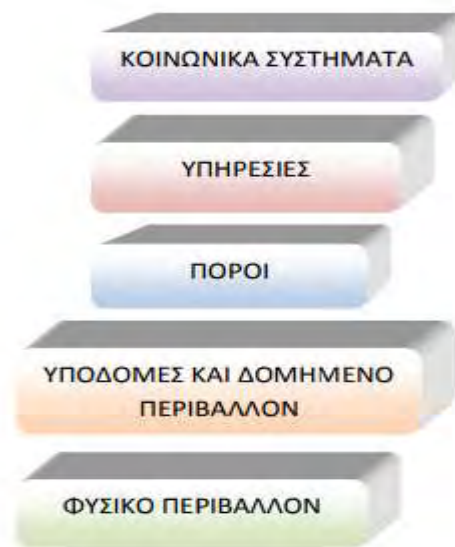 ΚΟΙΝΩΝΙΚΑ ΣΥΣΤΗΜΑΤΑ
ΥΠΗΡΕΣΙΕΣ
ΠΟΡΟΙ
ΥΠΟΔΟΜΕΣ ΚΑΙ ΔΟΜΗΜΕΝΟ
ΠΕΡΙΒΑΛΛΟΝ
ΦΥΣΙΚΟ ΠΕΡΙΒΑΛΛΟΝ